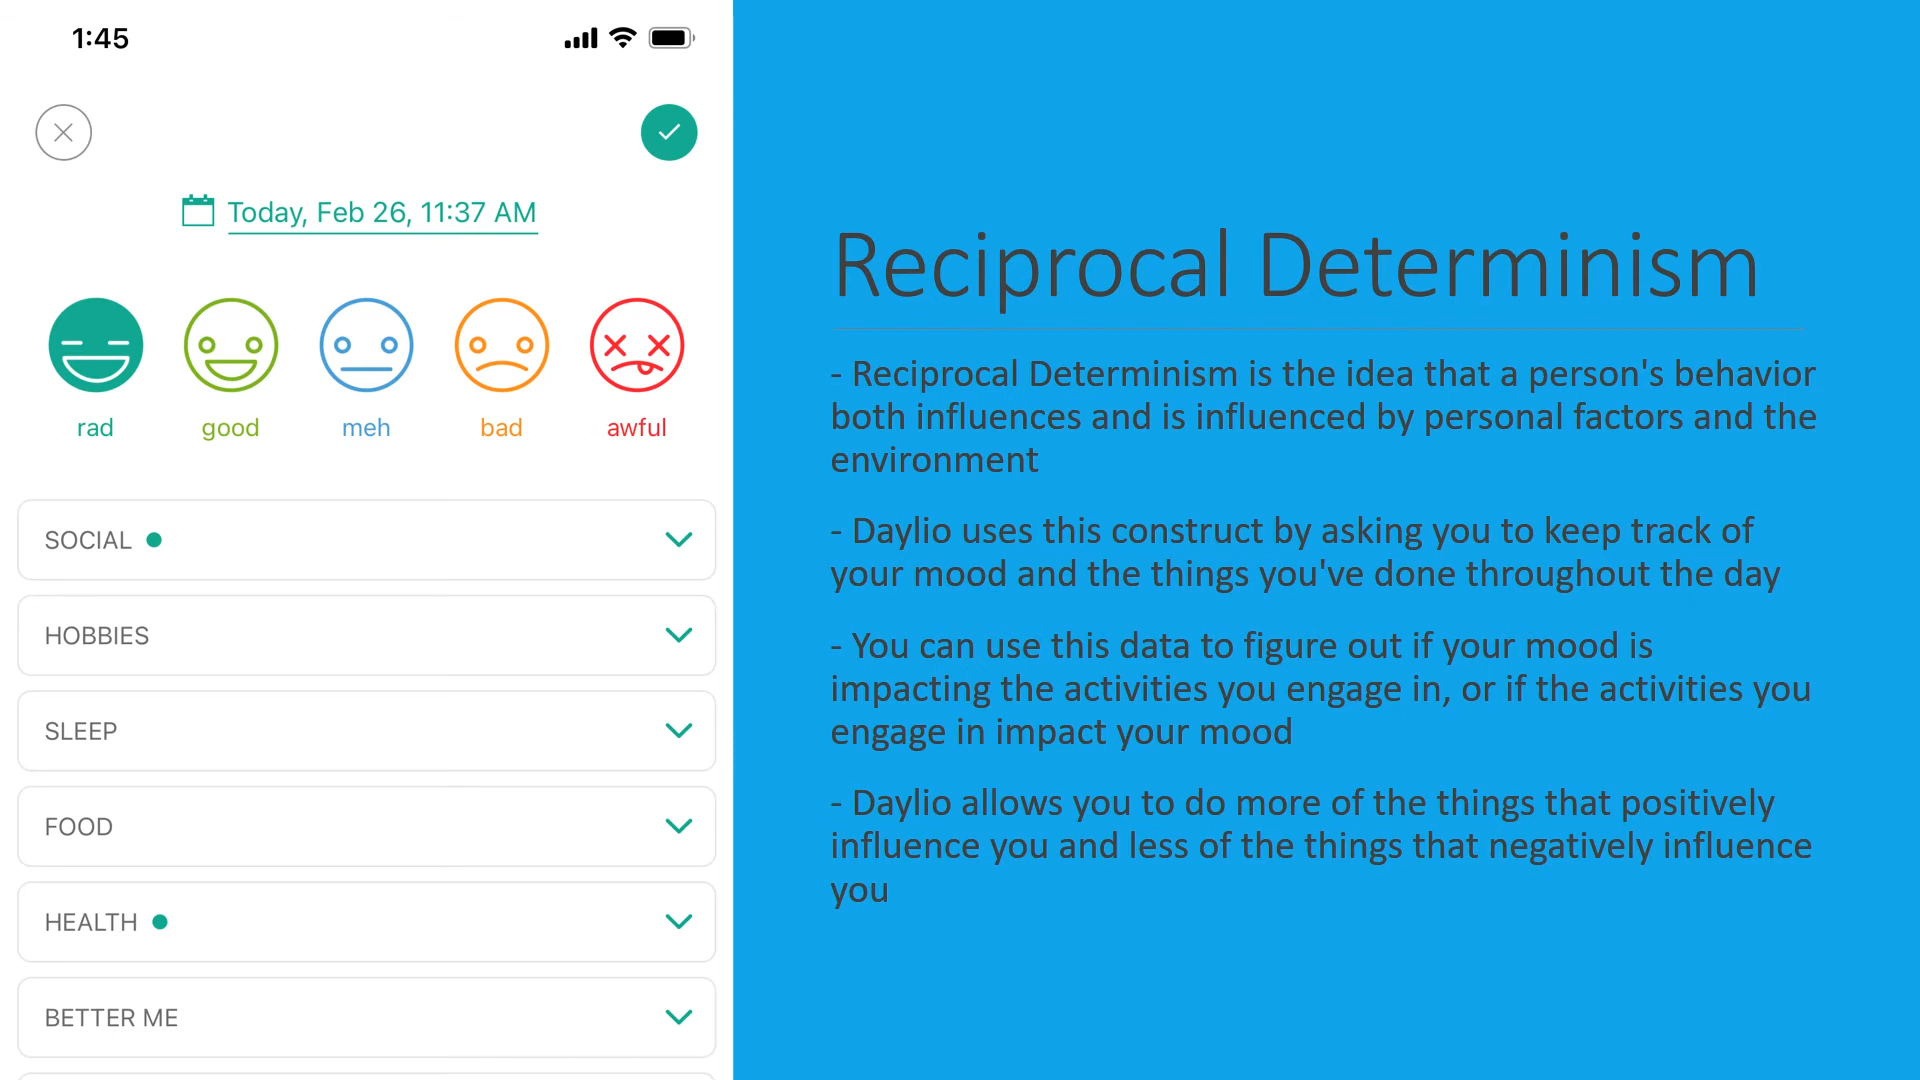 1:45
Today, Feb 26, 11:37 AM
rad good meh bad awful
SOCIAL
HOBBIES
SLEEP
FOOD
HEALTH
BETTER ME
Reciprocal Determinism
- Reciprocal Determinism is the idea that a person's behavior
both influences and is influenced by personal factors and the
environment
- Daylio uses this construct by asking you to keep track of
your mood and the things you've done throughout the day
- You can use this data to figure out if your mood is
impacting the activities you engage in, or if the activities you
engage in impact your mood
- Daylio allows you to do more of the things that positively
influence you and less of the things that negatively influence
you